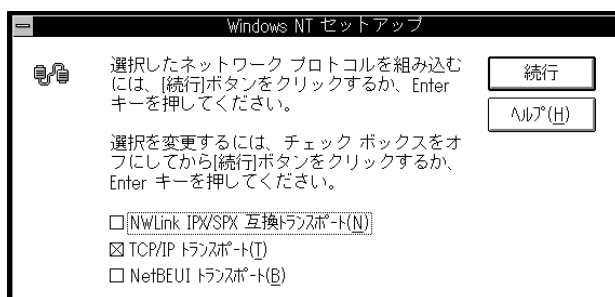 Windows NT セットアップ
選択したネットワーク プロトコルを組み込む
には、[続行]ボタンをクリックするか、Enter
キーを押してください。
選択を変更するには、チェック ボックスをオ
フにしてから[続行]ボタンをクリックするか、
Enter キーを押してください。
NWLink IPX/SPX 互換ﾄﾗﾝｽﾎﾟｰﾄ(N)
TCP/IP ﾄﾗﾝｽﾎﾟｰﾄ(T)
NetBEUI ﾄﾗﾝｽﾎﾟｰﾄ(B)
続行
ﾍﾙﾌﾟ(H)